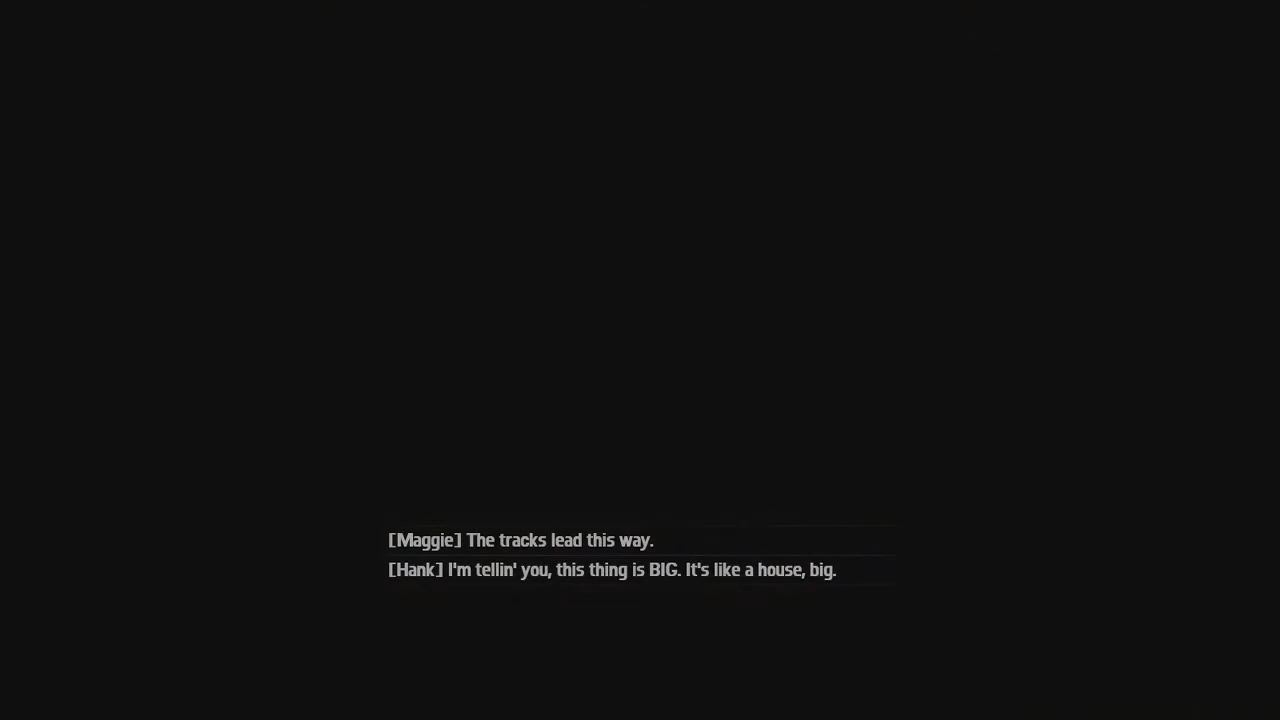 [Maggie] The tracks lead this way.
[Hank] I'm tellin' you, this thing is BIG. It's like a house, big.